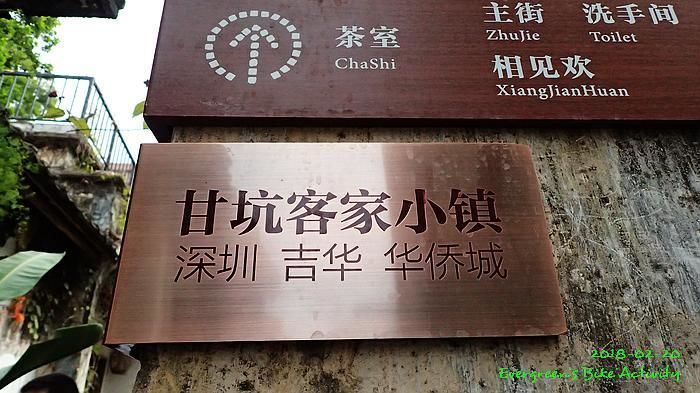 茶室
ChaShi
主街 洗手间
ZhuJie Toilet
相见欢
XiangJianHuan
甘坑客家小镇
深圳 吉华 华侨城
2018-02-20
Evergreen's Bike Activity